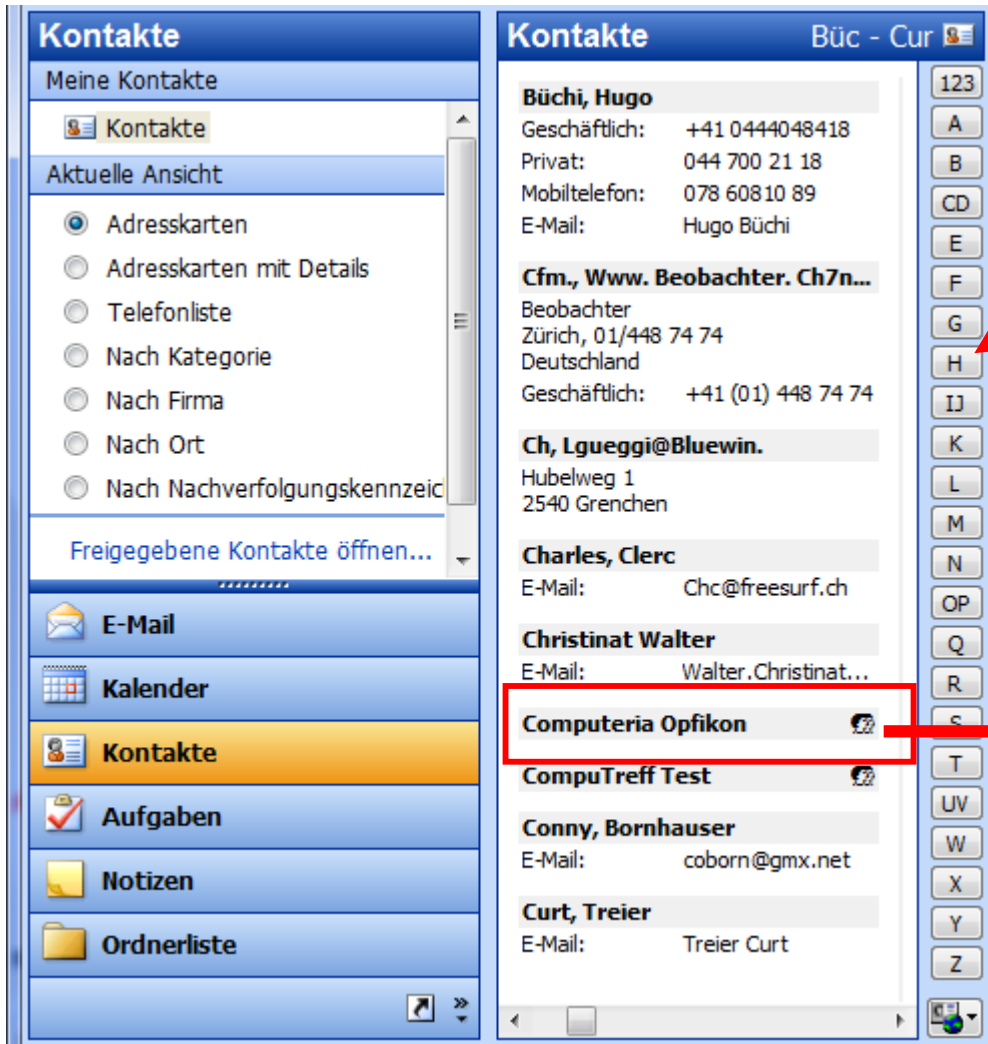 Kontakte
Meine Kontakte
Kontakte
Aktuelle Ansicht
Adresskarten
Adresskarten mit Details
Telefonliste
Nach Kategorie
Nach Firma
Nach Ort
Nach Nachverfolgungskennzeic
Freigegebene Kontakte öffnen...
E-Mail
Kalender
Kontakte
Aufgaben
Notizen
Ordnerliste
Kontakte Büc - Cur
Büchi, Hugo
Geschäftlich: +41 0444048418
Privat: 044 700 21 18
Mobiltelefon: 078 60810 89
E-Mail: Hugo Büchi
Cfm., Www. Beobachter. Ch7n...
Beobachter
Zürich, 01/448 74 74
Deutschland
Geschäftlich: +41 (01) 448 74 74
Ch, Lgueggi@Bluewin.
Hubelweg 1
2540 Grenchen
Charles, Clerc
E-Mail: Chc@freesurf.ch
Christinat Walter
E-Mail: Walter.Christinat...
Computeria Opfikon
CompuTreff Test
Conny, Bornhauser
E-Mail: coborn@gmx.net
Curt, Treier
E-Mail: Treier Curt
123
A
B
CD
E
F
G
H
IJ
K
L
M
N
OP
Q
R
S
T
UV
W
X
Y
Z